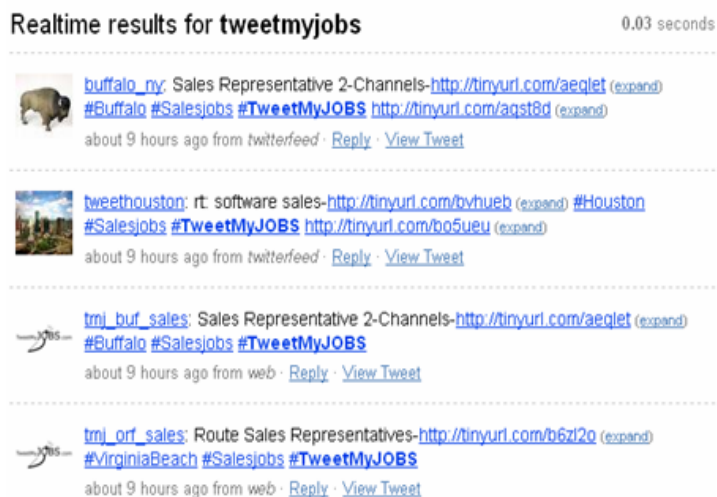 Realtime results for tweetmyjobs
0.03 seconds
buffalo_ny: Sales Representative 2-Channels-http://tinyurl.com/aeqlet (expand)
#Buffalo #Salesjobs #TweetMyJOBS http://tinyurl.com/aqst8d (expand)
about 9 hours ago from twitterfeed · Reply · View Tweet
tweethouston: rt: software sales-http://tinyurl.com/bvhueb (expand) #Houston
#Salesjobs #TweetMyJOBS http://tinyurl.com/bo5ueu (expand)
about 9 hours ago from twitterfeed · Reply · View Tweet
tmj_buf_sales: Sales Representative 2-Channels-http://tinyurl.com/aeqlet (expand)
#Buffalo #Salesjobs #TweetMyJOBS
about 9 hours ago from web · Reply · View Tweet
tmj_orf_sales: Route Sales Representatives-http://tinyurl.com/b6zl2o (expand)
#VirginiaBeach #Salesjobs #TweetMyJOBS
about 9 hours ago from web · Reply · View Tweet